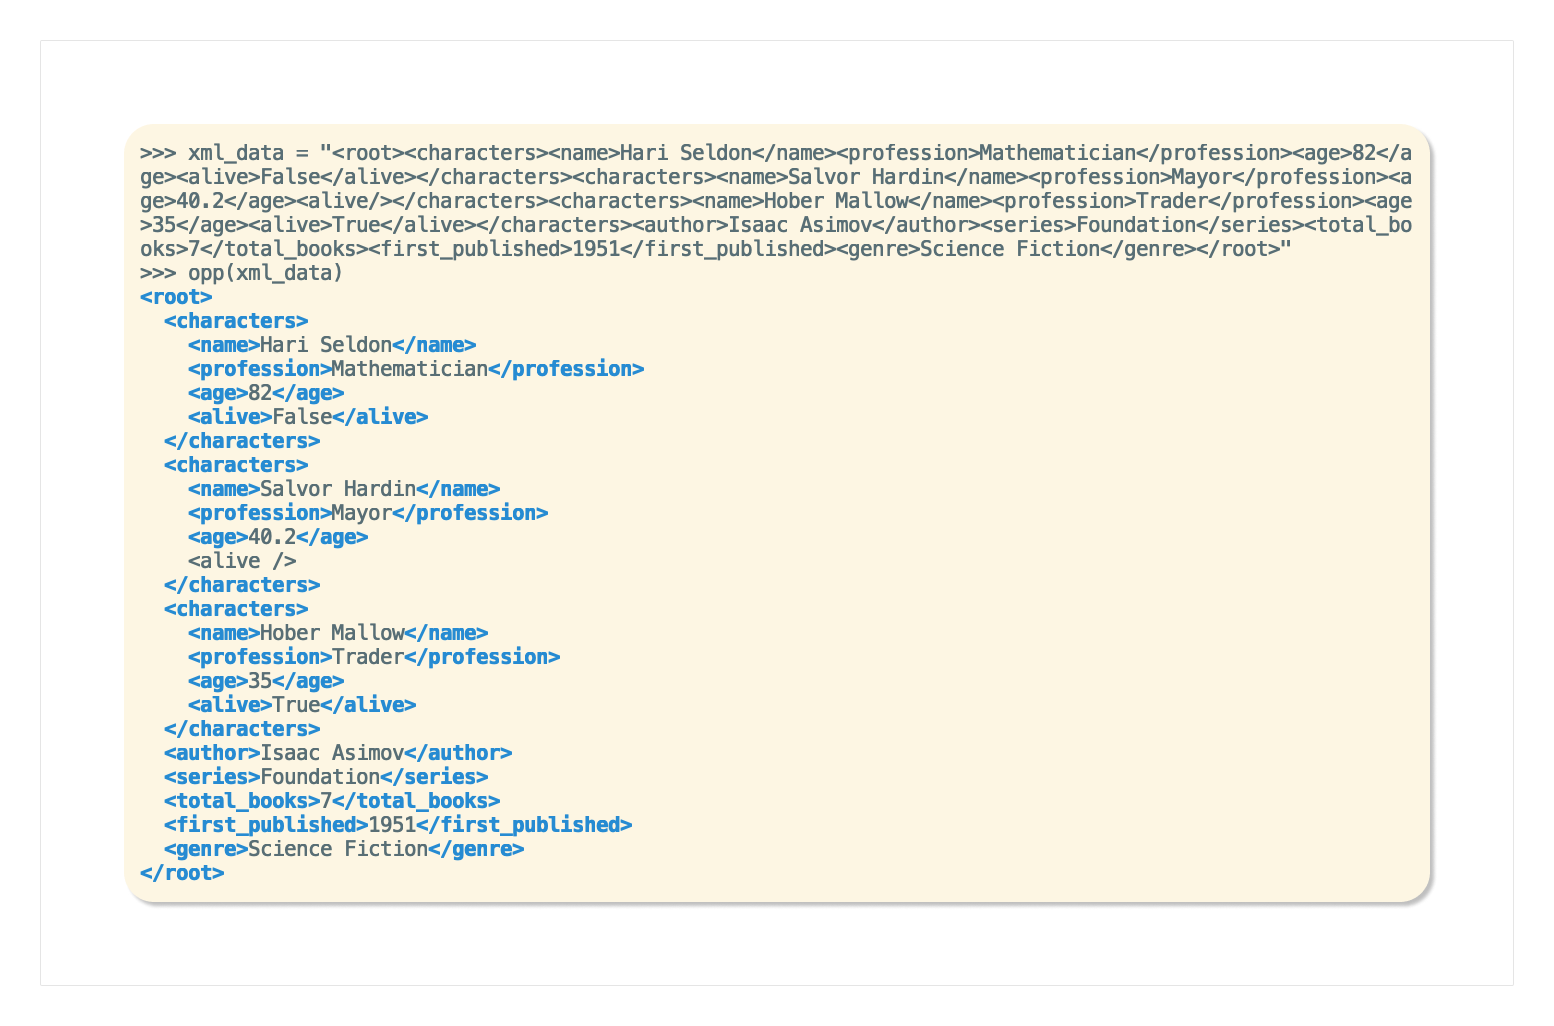 >>> xml_data = "<root><characters><name>Hari Seldon</name><profession>Mathematician</profession><age>82</a
ge><alive>False</alive></characters><characters><name>Salvor Hardin</name><profession>Mayor</profession><a
ge>40.2</age><alive/></characters><characters><name>Hober Mallow</name><profession>Trader</profession><age
>35</age><alive>True</alive></characters><author>Isaac Asimov</author><series>Foundation</series><total_bo
oks>7</total_books><first_published>1951</first_published><genre>Science Fiction</genre></root>"
>>> opp(xml_data)
<root>
  <characters>
    <name>Hari Seldon</name>
    <profession>Mathematician</profession>
    <age>82</age>
    <alive>False</alive>
  </characters>
  <characters>
    <name>Salvor Hardin</name>
    <profession>Mayor</profession>
    <age>40.2</age>
    <alive />
  </characters>
  <characters>
    <name>Hober Mallow</name>
    <profession>Trader</profession>
    <age>35</age>
    <alive>True</alive>
  </characters>
  <author>Isaac Asimov</author>
  <series>Foundation</series>
  <total_books>7</total_books>
  <first_published>1951</first_published>
  <genre>Science Fiction</genre>
</root>